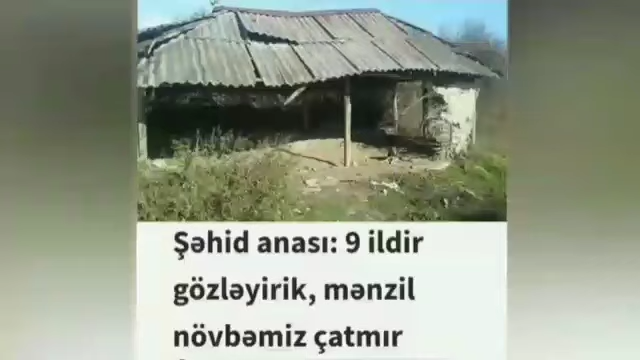 Şəhid anası: 9 ildir
gözləyirik, mənzil
növbəmiz çatmır